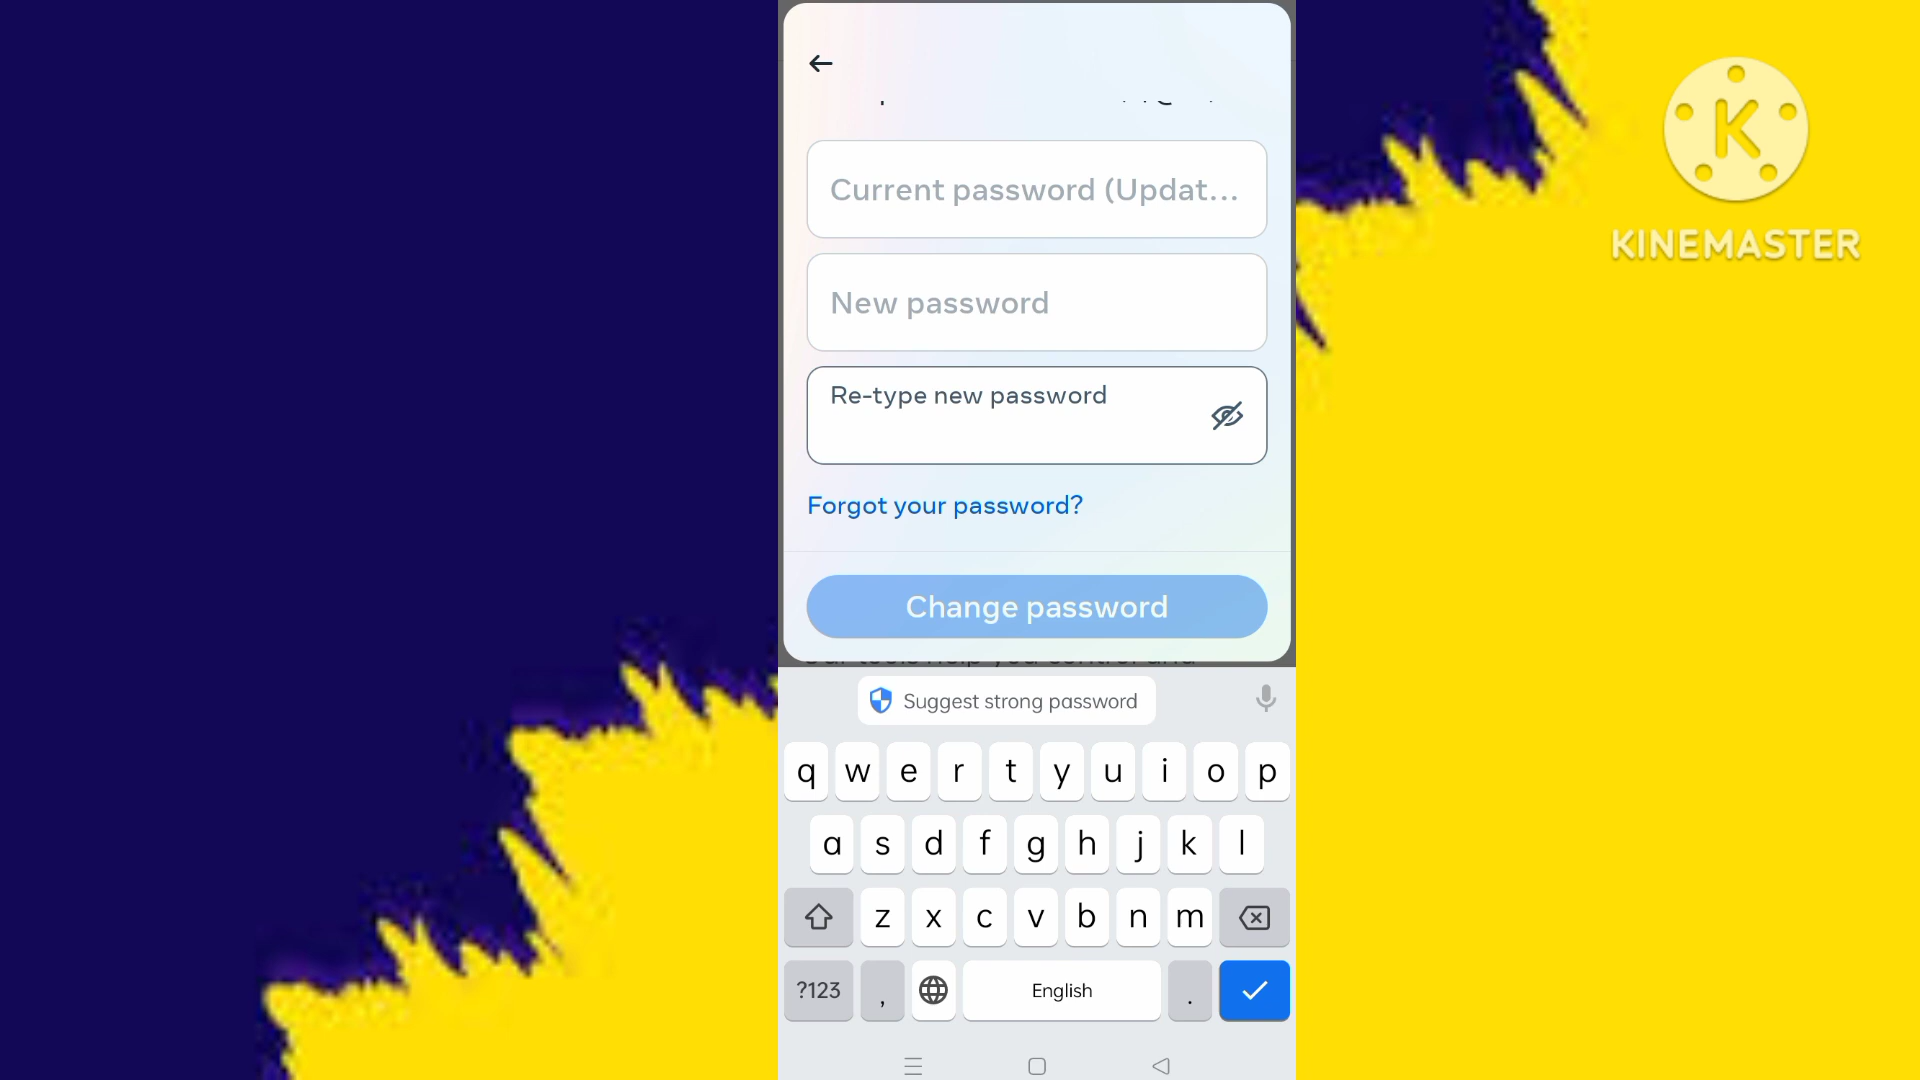 K
KINEMASTER
Current password (Updat...
New password
Re-type new password
Forgot your password?
Change password
Suggest strong password
q w e r t y u i o p
a s d f g h j k l
z x c v b n m
?123 , English .